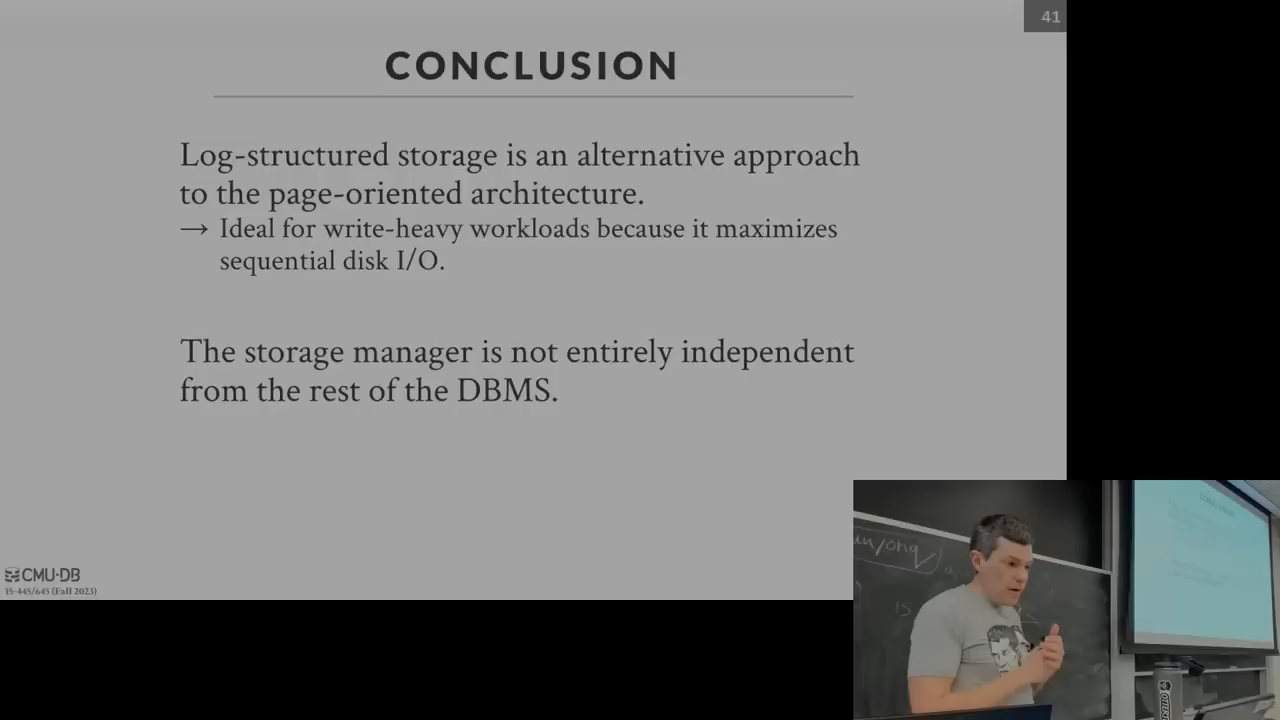 41
CONCLUSION
Log-structured storage is an alternative approach
to the page-oriented architecture.
→ Ideal for write-heavy workloads because it maximizes
sequential disk I/O.
The storage manager is not entirely independent
from the rest of the DBMS.
CMU·DB
15-445/645 (Fall 2023)